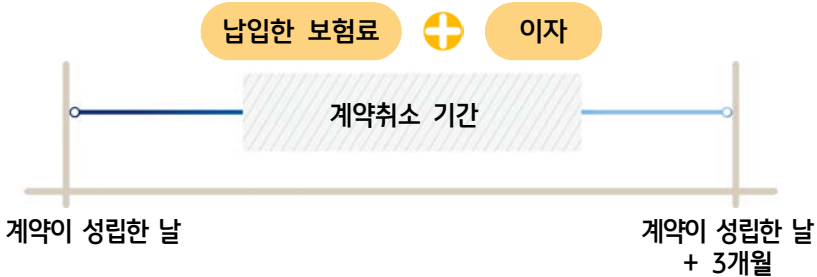 납입한 보험료 + 이자
계약취소 기간
계약이 성립한 날
계약이 성립한 날
+ 3개월